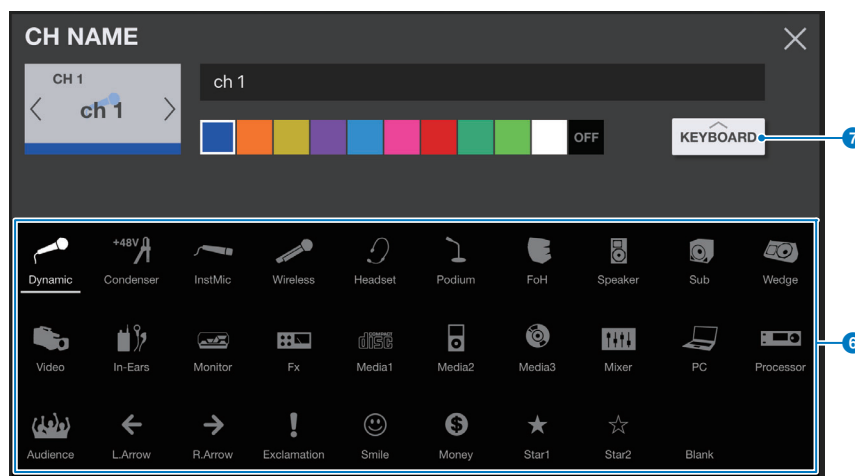 CH NAME
CH 1
ch 1
ch 1
OFF
KEYBOARD
7
+48V
Dynamic Condenser InstMic Wireless Headset Podium FoH Speaker Sub Wedge
COMPACT
disc
Video In-Ears Monitor Fx Media1 Media2 Media3 Mixer PC Processor
6
Audience L.Arrow R.Arrow Exclamation Smile Money Star1 Star2 Blank